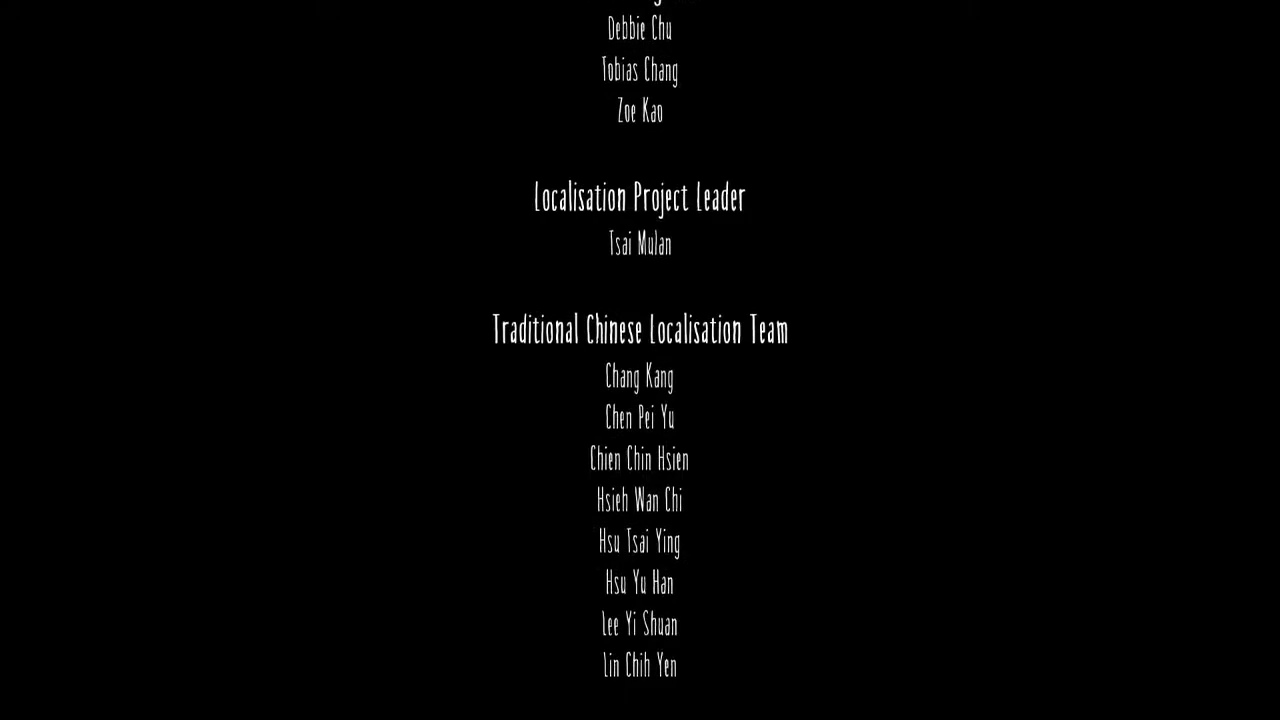 Debbie Chu
Tobias Chang
Zoe Kao
Localisation Project Leader
Tsai Mulan
Traditional Chinese Localisation Team
Chang Kang
Chen Pei Yu
Chien Chin Hsien
Hsieh Wan Chi
Hsu Tsai Ying
Hsu Yu Han
Lee Yi Shuan
Lin Chih Yen